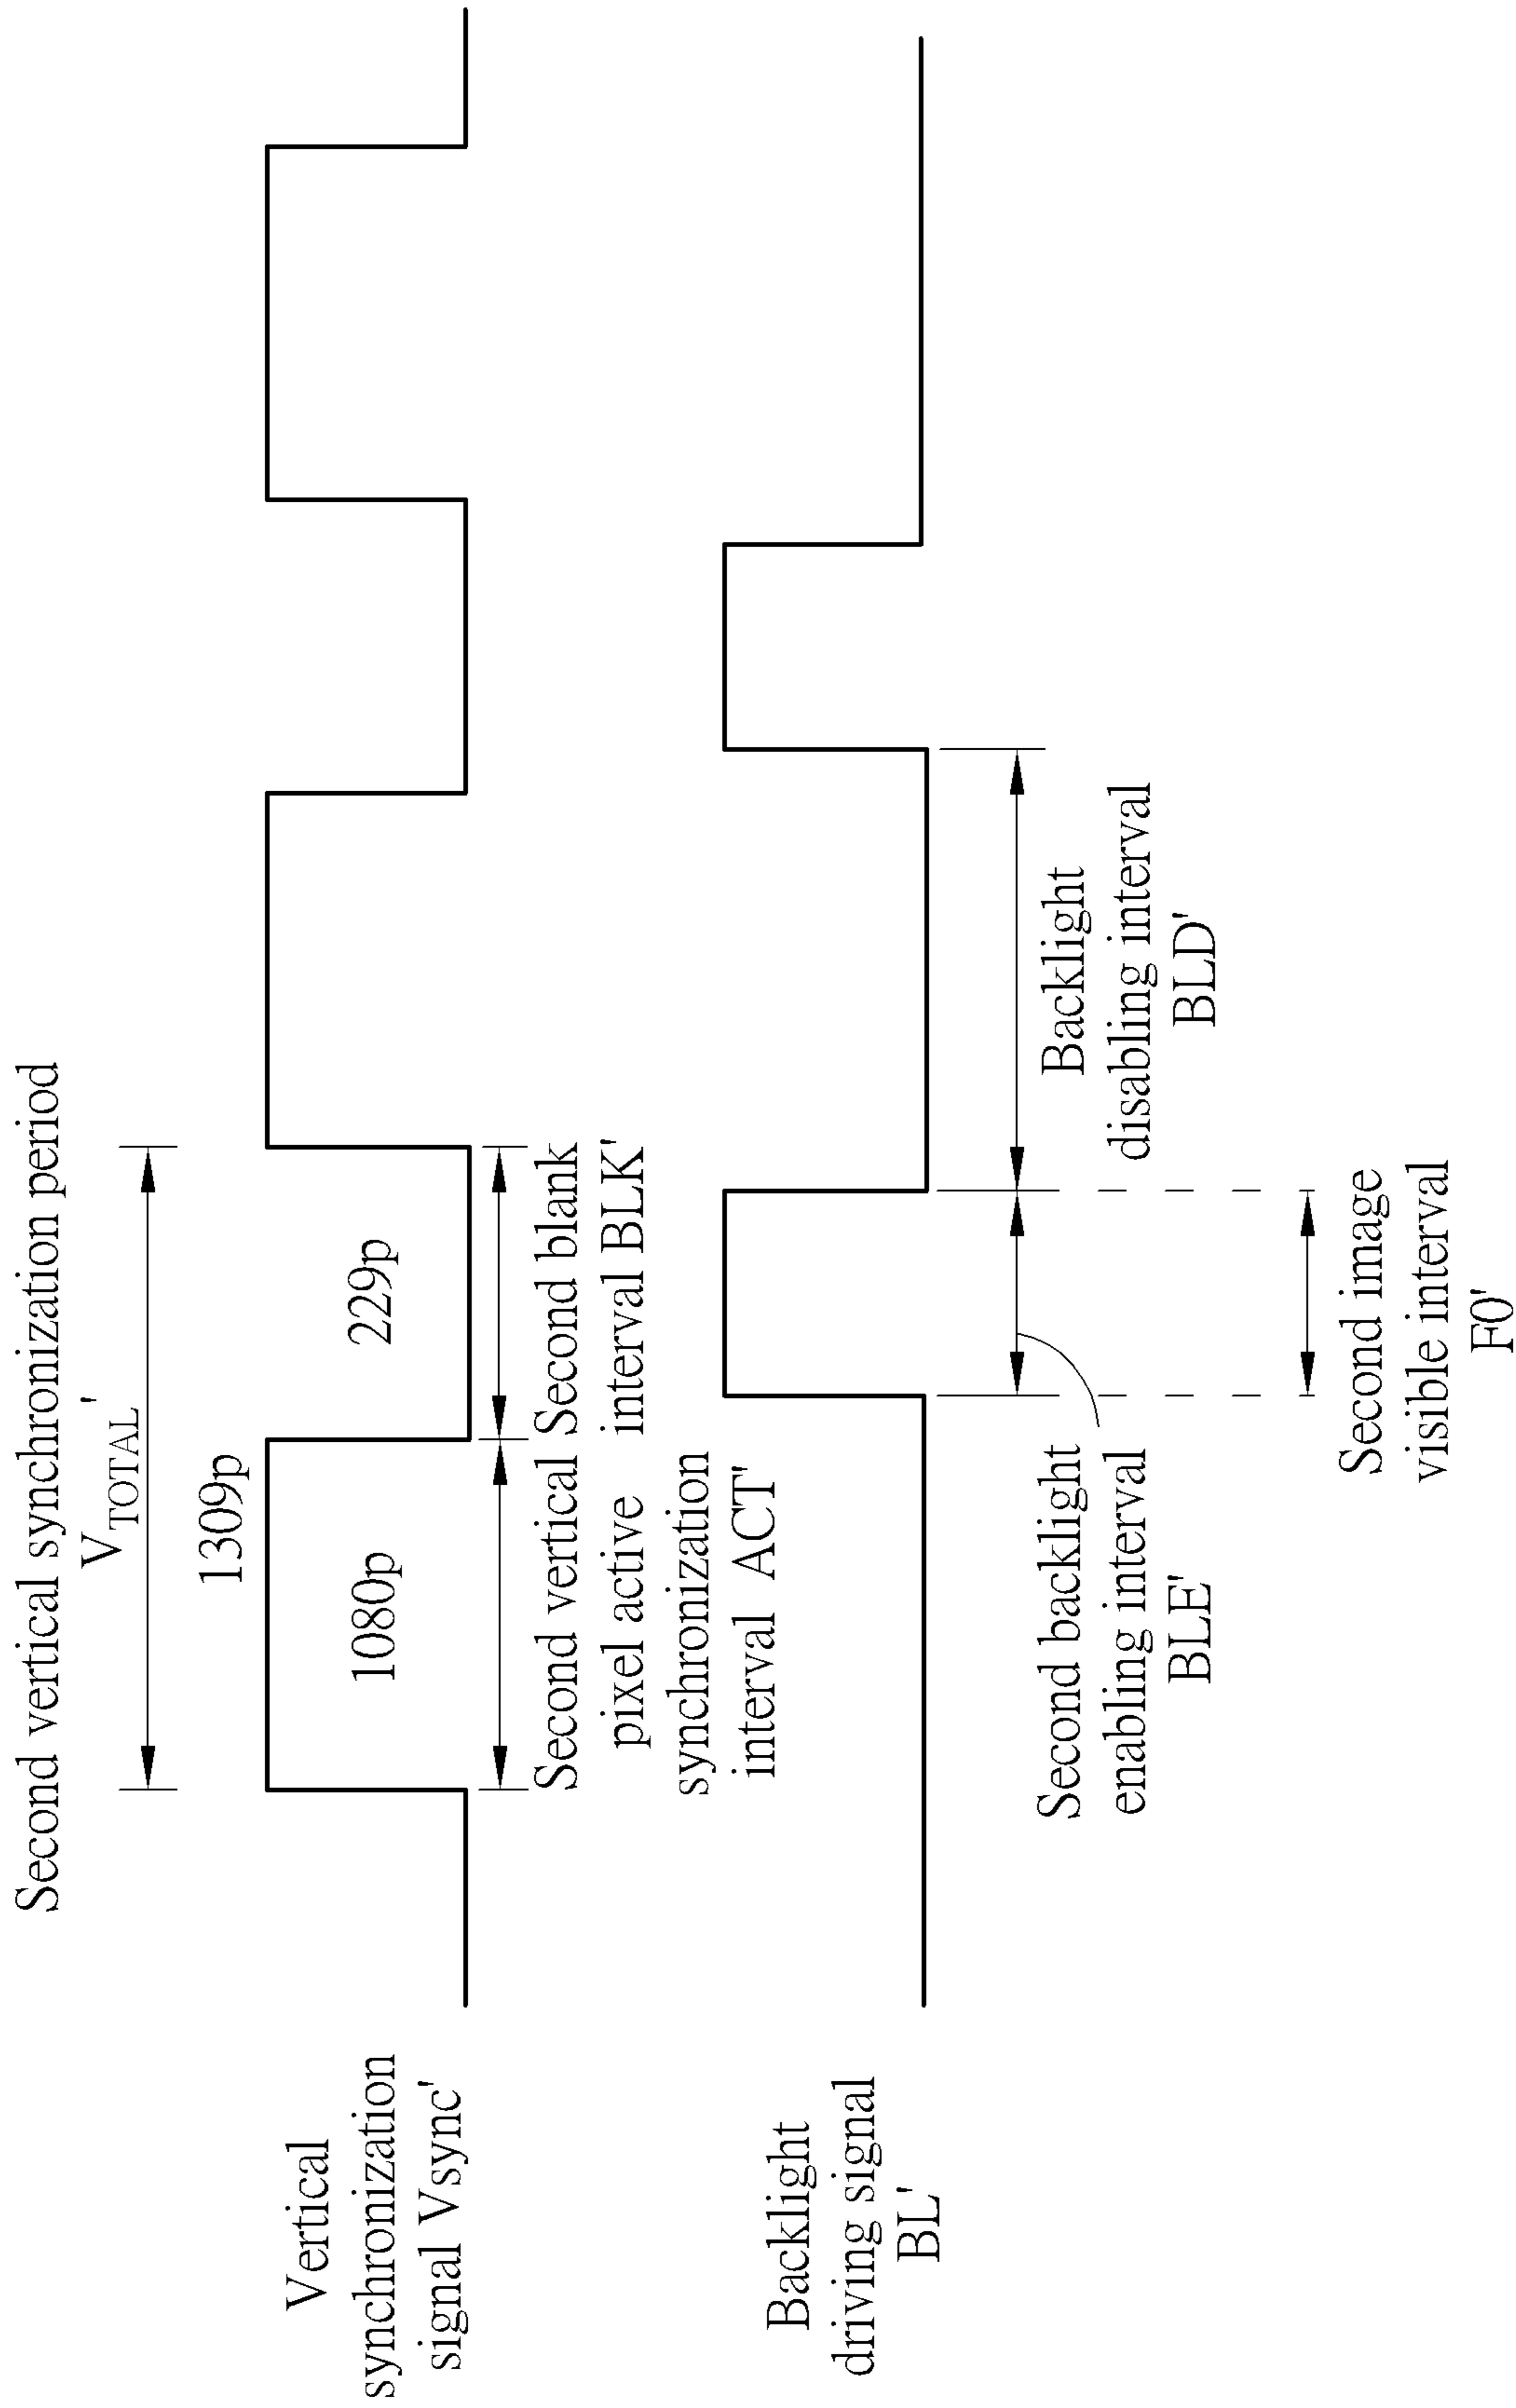 Second vertical synchronization period
VTOTAL'
1309p
1080p
229p
Vertical
synchronization
signal Vsync'
Second vertical
pixel active
synchronization
interval ACT'
Second blank
interval BLK'
Backlight
driving signal
BL'
Second backlight
enabling interval
BLE'
Backlight
disabling interval
BLD'
Second image
visible interval
F0'